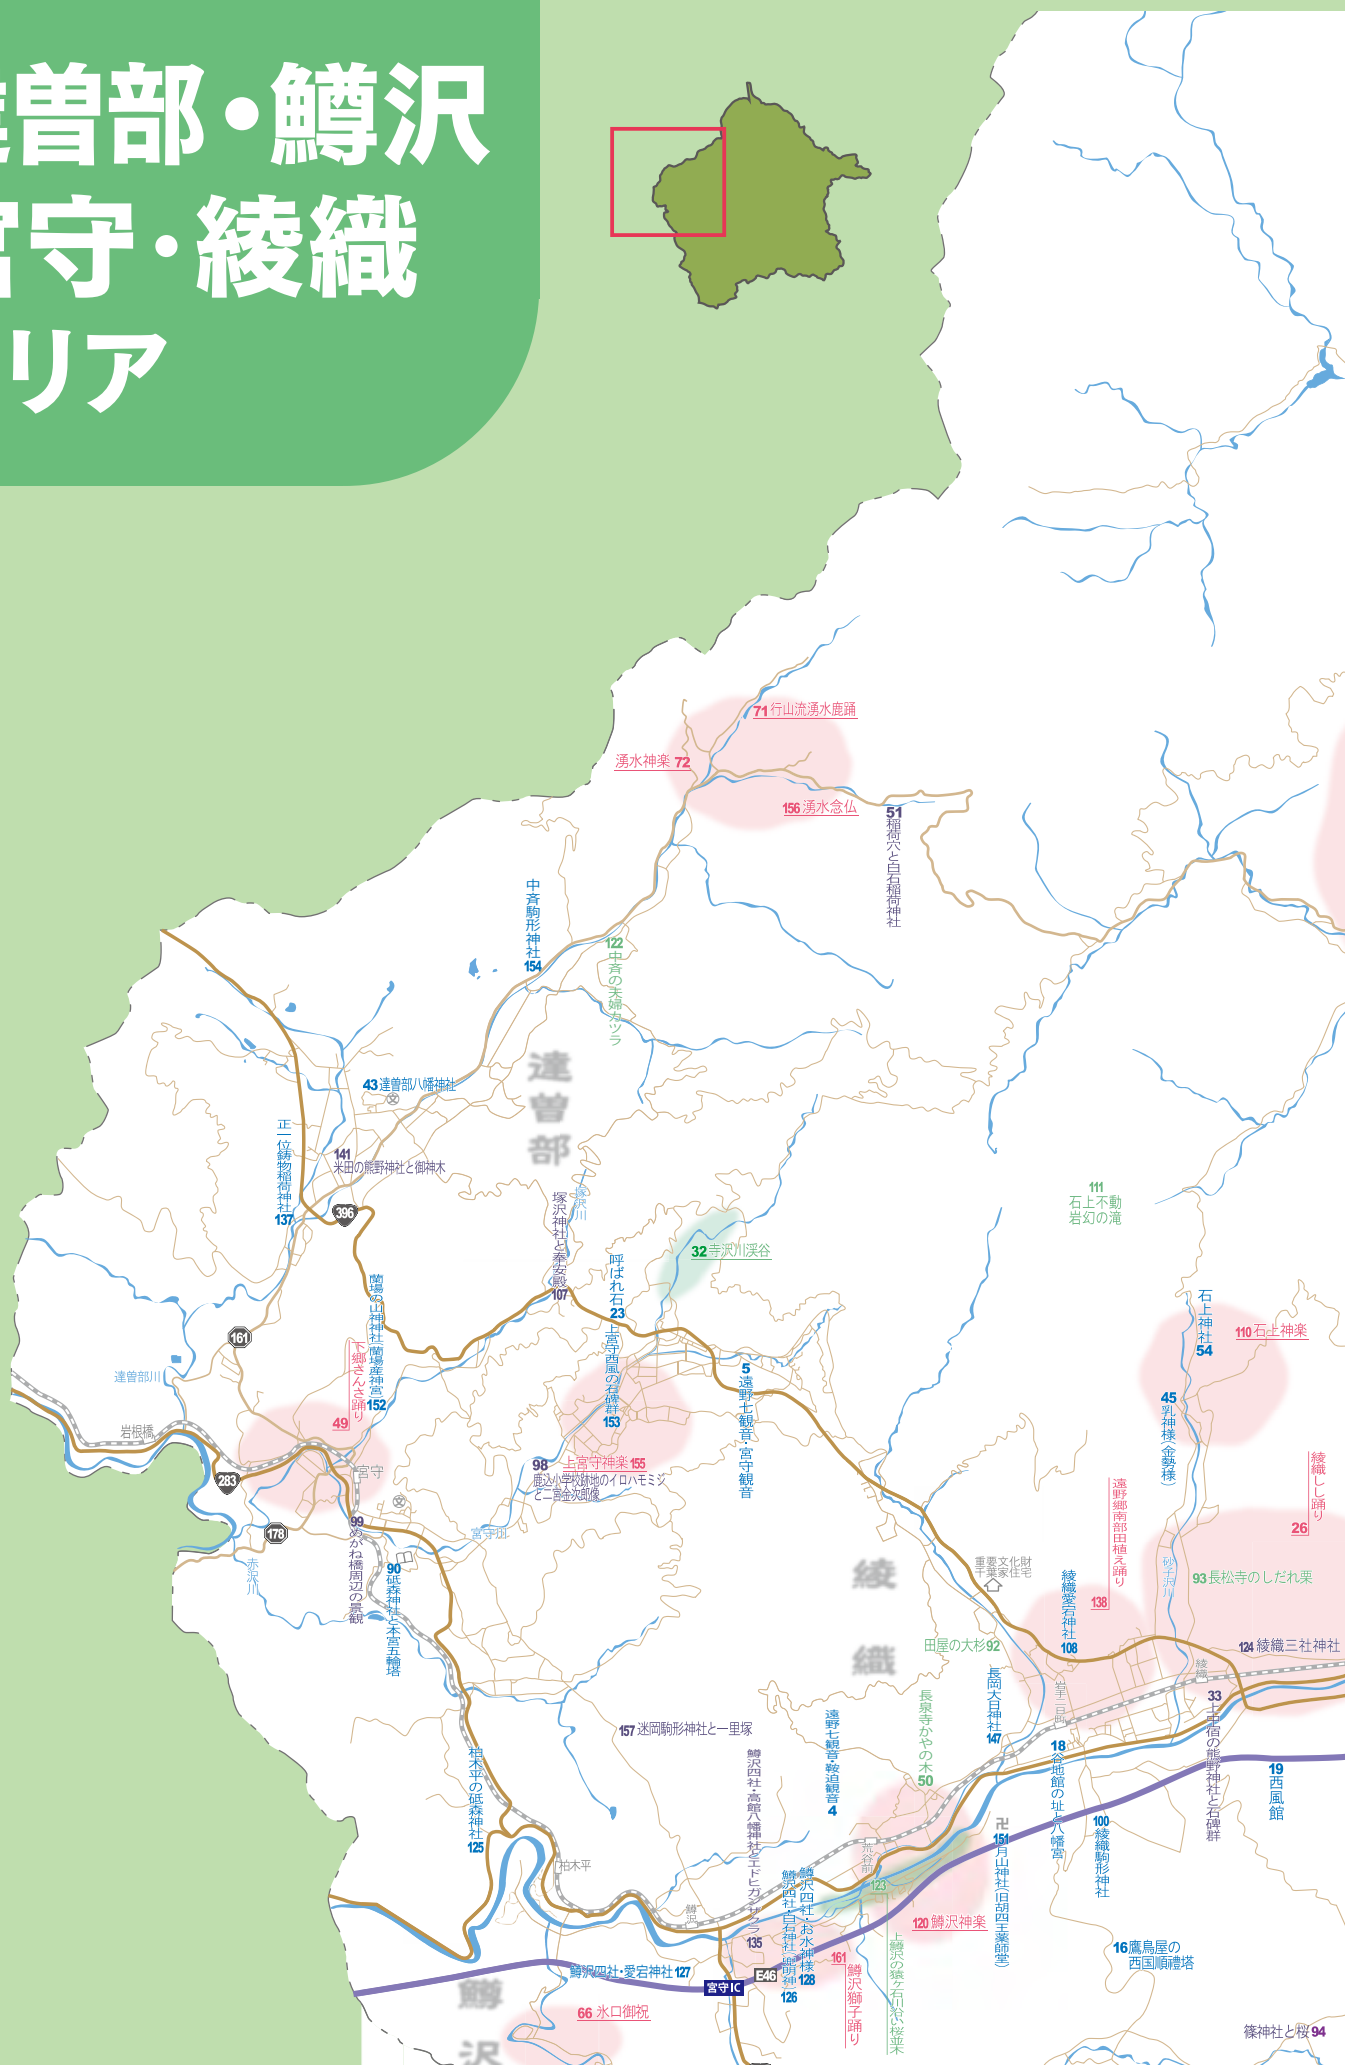 達曽部・鱒沢
宮守・綾織
リア
71 行山流湧水鹿踊
湧水神楽 72
156 湧水念仏
51 稲荷穴と白石稲荷神社
中斉駒形神社 154
122 中斉の夫婦カツラ
達曽部
43 達曽部八幡神社
正一位鋳物稲荷神社 137
141
米田の熊野神社と御神木
396
塚沢川
塚沢神社と奉安殿 107
32 寺沢川渓谷
111
石上不動
岩幻の滝
呼ばれ石 23
蘭場の山神神社(蘭場産神宮) 152
161
下郷さんさ踊り
49
上宮守西風の石碑群 153
石上神社 54
110 石上神楽
達曽部川
5 遠野七観音・宮守観音
45 乳神様(金勢様)
岩根橋
宮守
283
上宮守神楽 155
98
鹿込小学校跡地のイロハモミジ
と二宮金次郎像
綾織しし踊り
26
遠野郷南部田植え踊り
138
178
99 めがね橋周辺の景観
宮守川
赤沢川
90 砥森神社と本宮五輪塔
綾織
重要文化財
千葉家住宅
綾織愛宕神社 108
砂子沢川
93 長松寺のしだれ栗
田屋の大杉 92
124 綾織三社神社
長岡大日神社 147
岩手二日町
綾織
33 上中宿の熊野神社と石碑群
長泉寺かやの木 50
157 迷岡駒形神社と一里塚
遠野七観音・鞍迫観音 4
柏木平の砥森神社 125
鱒沢四社・高館八幡神社とエドヒガンザクラ 135
18 谷地館の址と八幡宮
19 西風館
100 綾織駒形神社
151 月山神社(旧胡四王薬師堂)
荒谷前
柏木平
123
鱒沢四社・お水神様 128
鱒沢四社・白石神社 126
鱒沢
120 鱒沢神楽
上鱒沢の猿ヶ石川沿い桜並木
16 鷹鳥屋の
西国順禮塔
161
鱒沢獅子踊り
鱒沢四社・愛宕神社 127
E46
宮守IC
鱒沢
66 氷口御祝
篠神社と桜 94